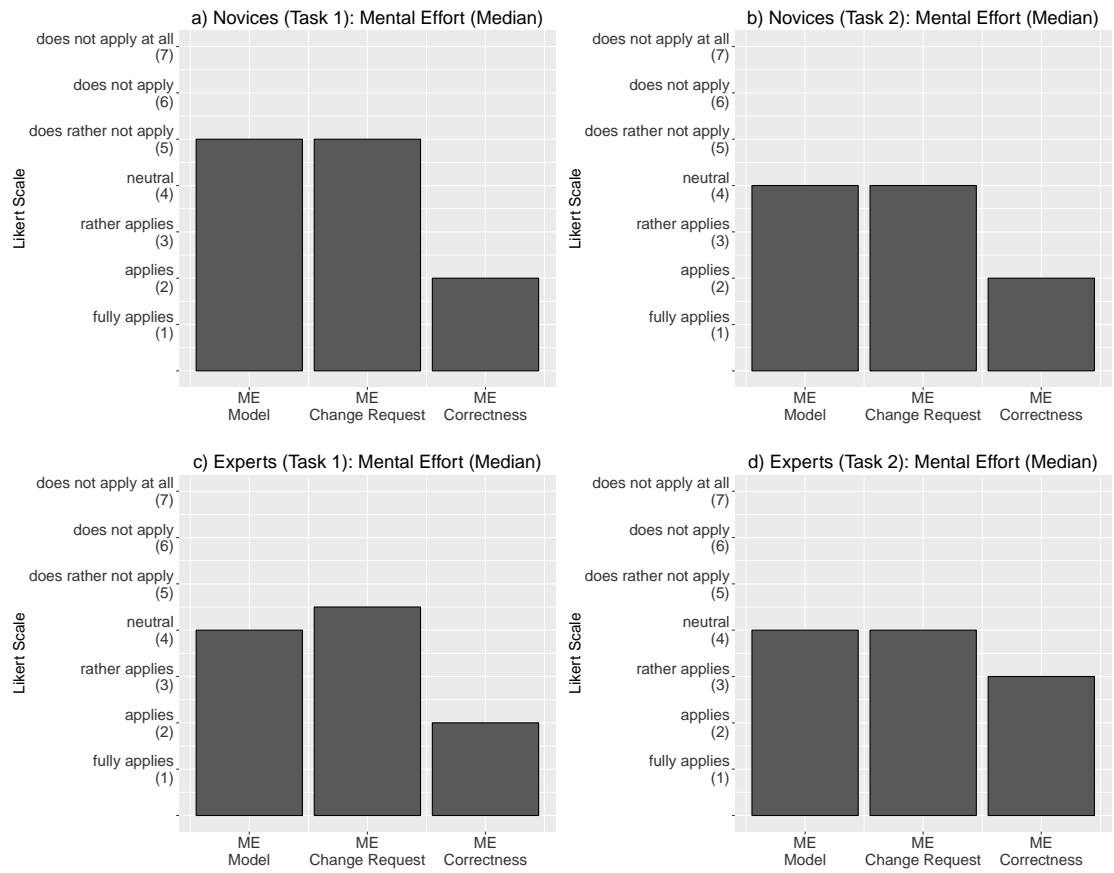 a) Novices (Task 1): Mental Effort (Median)
Likert Scale
does not apply at all
(7)
does not apply
(6)
does rather not apply
(5)
neutral
(4)
rather applies
(3)
applies
(2)
fully applies
(1)
ME
Model
ME
Change Request
ME
Correctness
b) Novices (Task 2): Mental Effort (Median)
Likert Scale
does not apply at all
(7)
does not apply
(6)
does rather not apply
(5)
neutral
(4)
rather applies
(3)
applies
(2)
fully applies
(1)
ME
Model
ME
Change Request
ME
Correctness
c) Experts (Task 1): Mental Effort (Median)
Likert Scale
does not apply at all
(7)
does not apply
(6)
does rather not apply
(5)
neutral
(4)
rather applies
(3)
applies
(2)
fully applies
(1)
ME
Model
ME
Change Request
ME
Correctness
d) Experts (Task 2): Mental Effort (Median)
Likert Scale
does not apply at all
(7)
does not apply
(6)
does rather not apply
(5)
neutral
(4)
rather applies
(3)
applies
(2)
fully applies
(1)
ME
Model
ME
Change Request
ME
Correctness